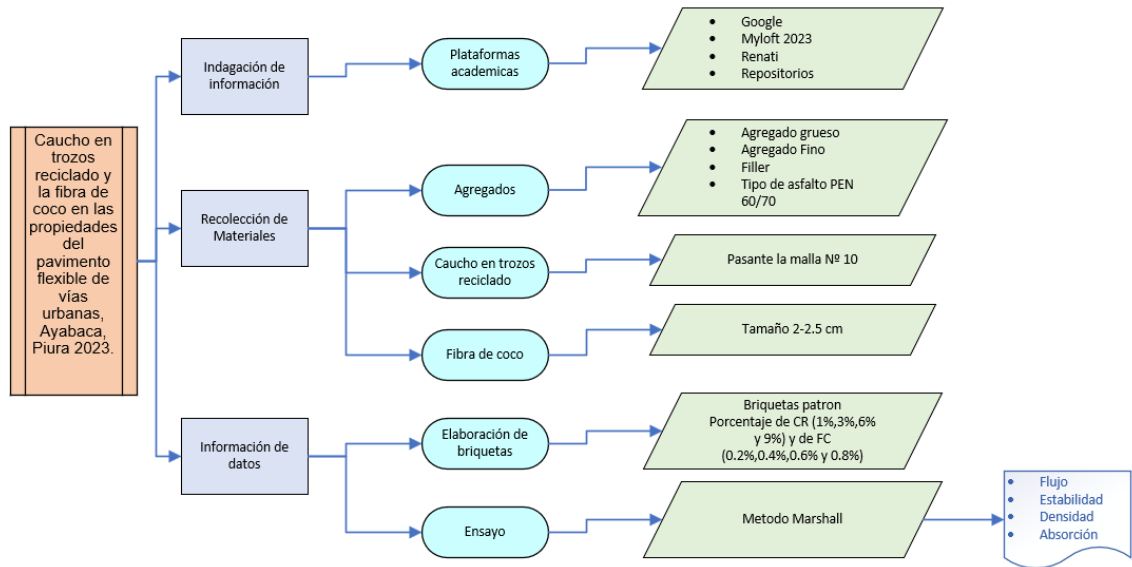 Caucho en
trozos
reciclado y
la fibra de
coco en las
propiedades
del
pavimento
flexible de
vías
urbanas,
Ayabaca,
Piura 2023.
Indagación de
información
Plataformas
academicas
• Google
• Myloft 2023
• Renati
• Repositorios
Recolección de
Materiales
Agregados
• Agregado grueso
• Agregado Fino
• Filler
• Tipo de asfalto PEN
60/70
Caucho en trozos
reciclado
Pasante la malla Nº 10
Fibra de coco
Tamaño 2-2.5 cm
Información de
datos
Elaboración de
briquetas
Briquetas patron
Porcentaje de CR (1%,3%,6%
y 9%) y de FC
(0.2%,0.4%,0.6% y 0.8%)
Ensayo
Metodo Marshall
• Flujo
• Estabilidad
• Densidad
• Absorción